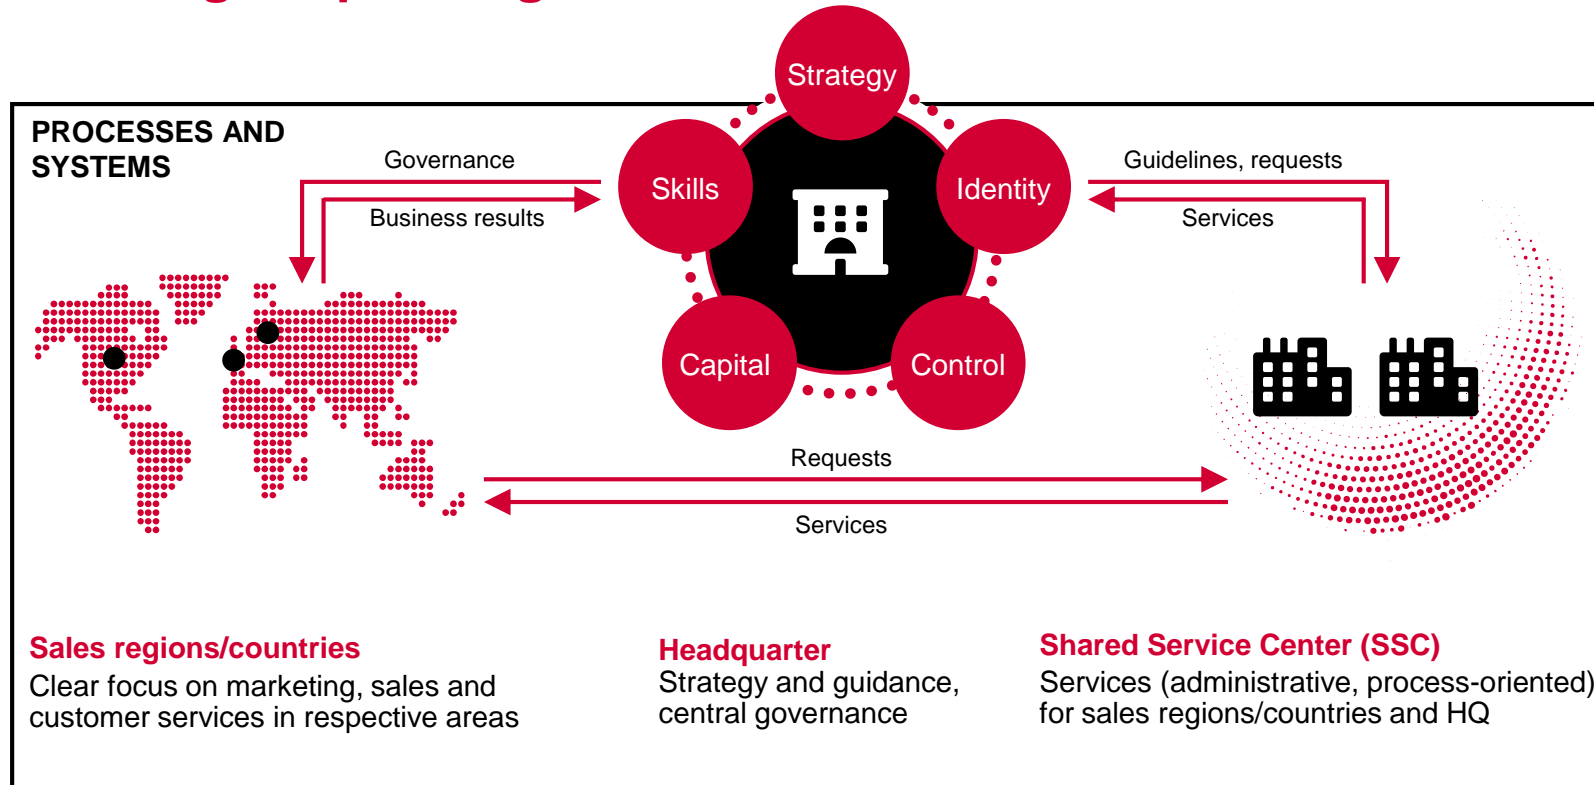 Strategy
PROCESSES AND
SYSTEMS
Governance
Business results
Skills
Identity
Guidelines, requests
Services
Capital
Control
Requests
Services
Sales regions/countries
Clear focus on marketing, sales and
customer services in respective areas
Headquarter
Strategy and guidance,
central governance
Shared Service Center (SSC)
Services (administrative, process-oriented)
for sales regions/countries and HQ